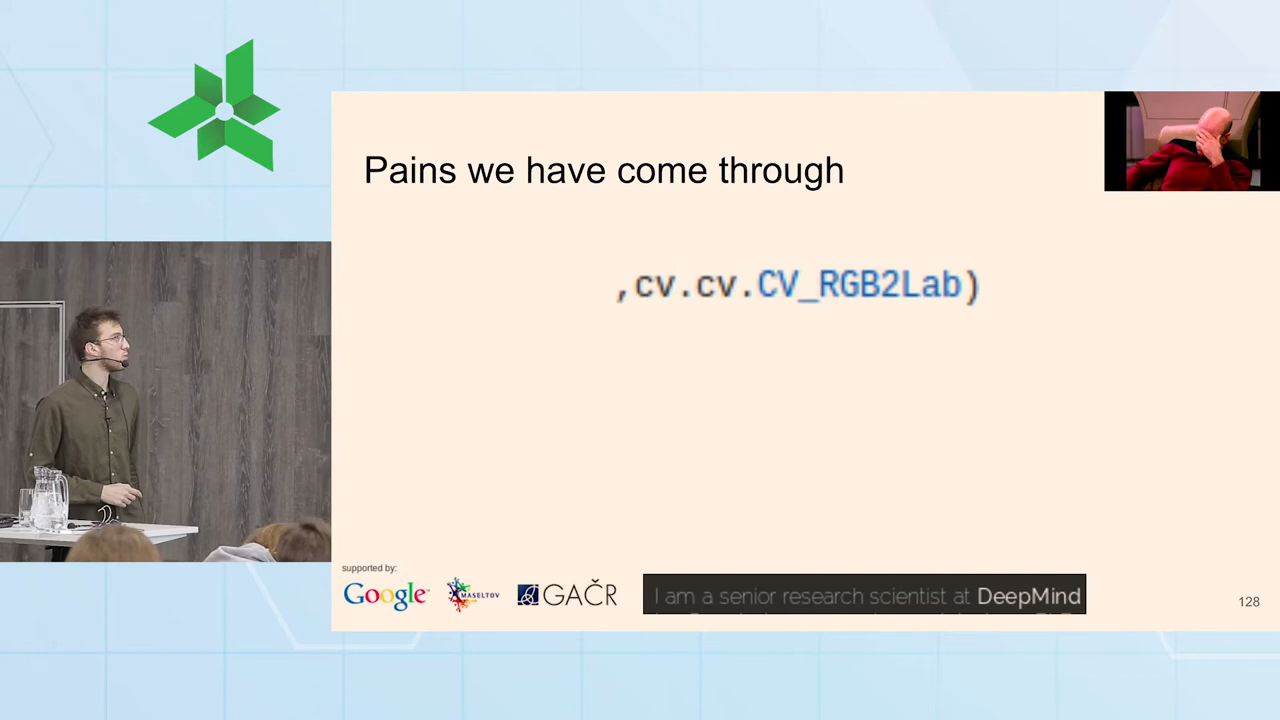 Pains we have come through
,cv.cv.CV_RGB2Lab)
supported by:
Google
MASELTOV
GAČR
I am a senior research scientist at DeepMind
128